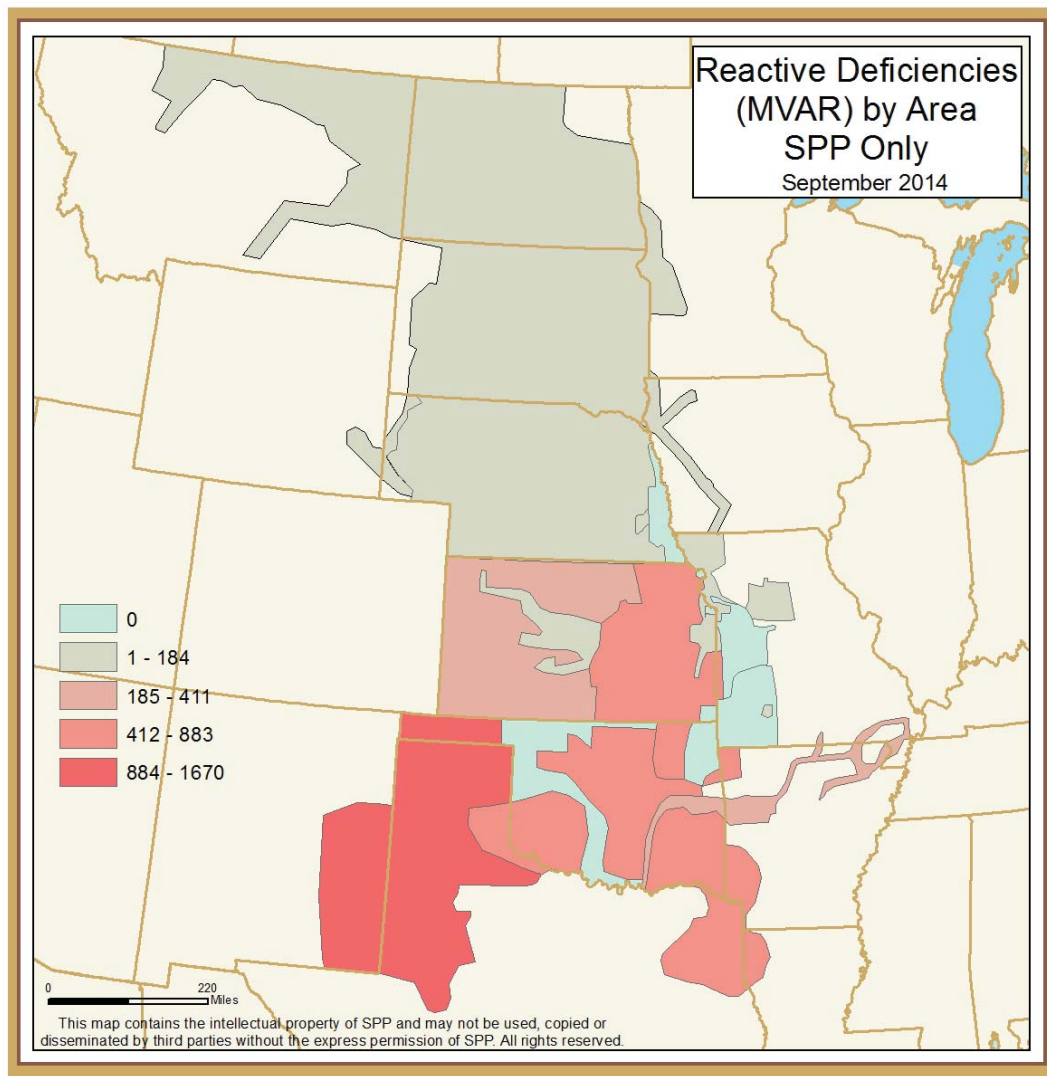 Reactive Deficiencies
(MVAR) by Area
SPP Only
September 2014
0
1 - 184
185 - 411
412 - 883
884 - 1670
0 220
Miles
This map contains the intellectual property of SPP and may not be used, copied or
disseminated by third parties without the express permission of SPP. All rights reserved.